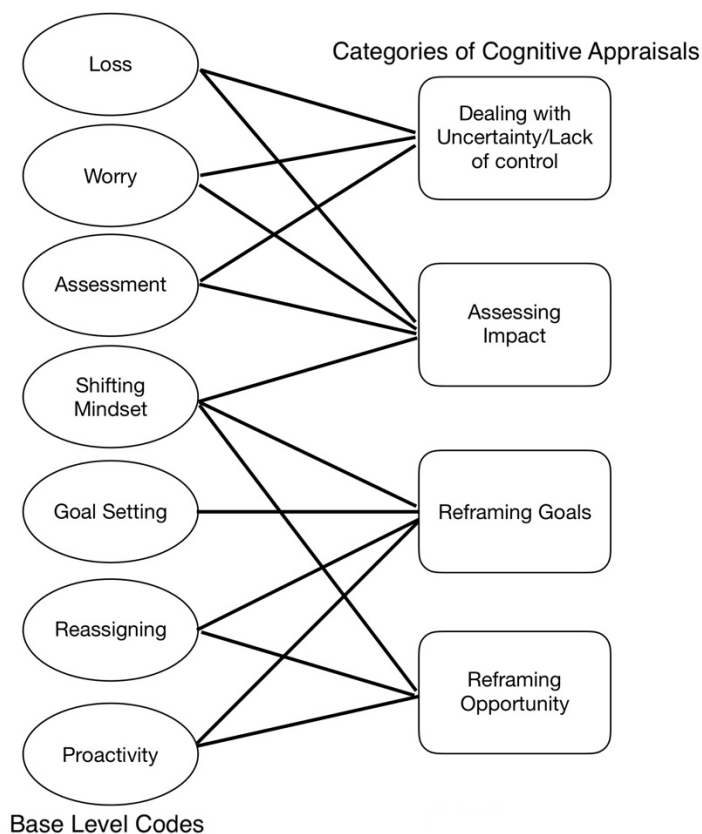 Categories of Cognitive Appraisals
Loss
Worry
Assessment
Shifting
Mindset
Goal Setting
Reassigning
Proactivity
Base Level Codes
Dealing with
Uncertainty/Lack
of control
Assessing
Impact
Reframing Goals
Reframing
Opportunity